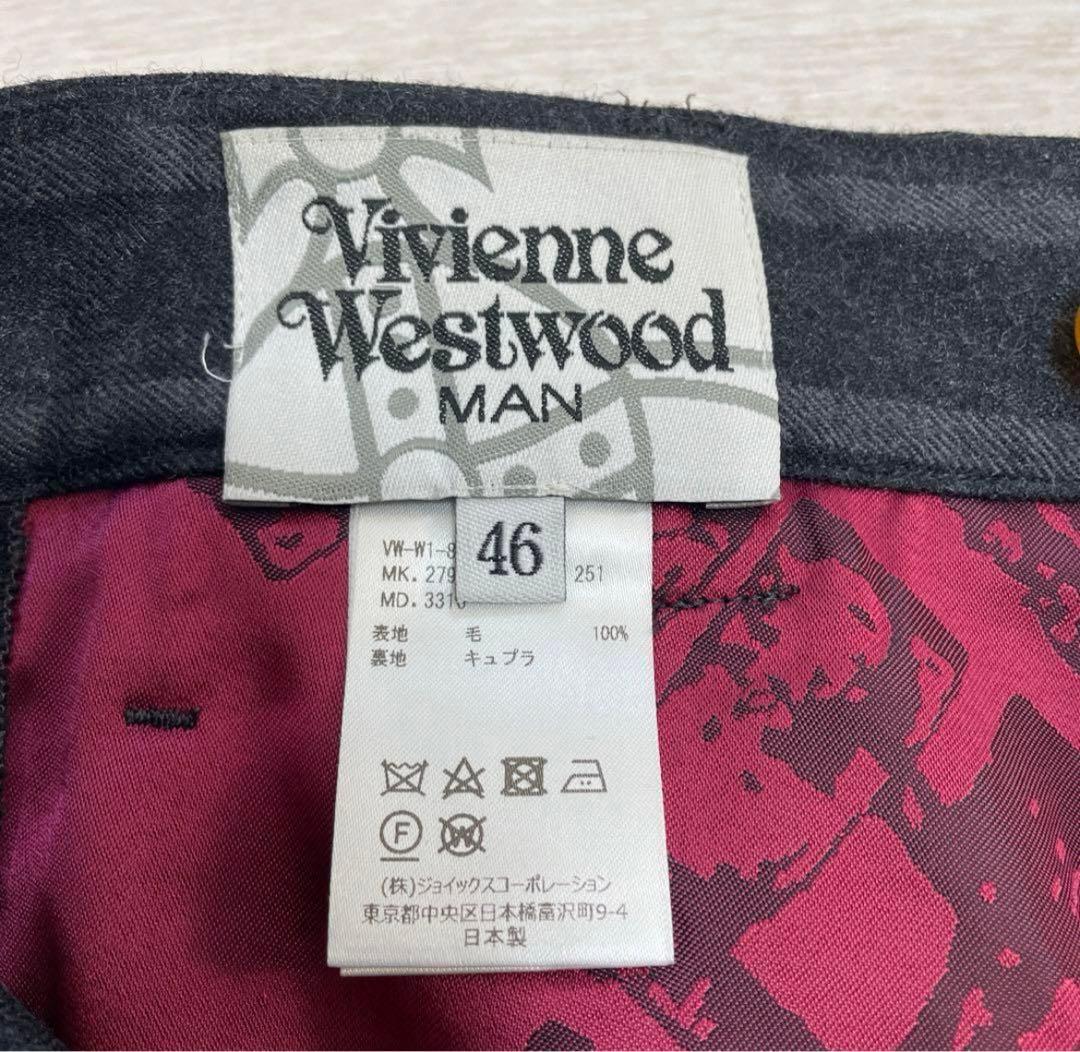 Vivienne
Westwood
MAN
46
VW-W1-8
MK. 279 251
MD. 331
表地 毛 100%
裏地 キュプラ
F
W
(株)ジョイックスコーポレーション
東京都中央区日本橋富沢町9-4
日本製